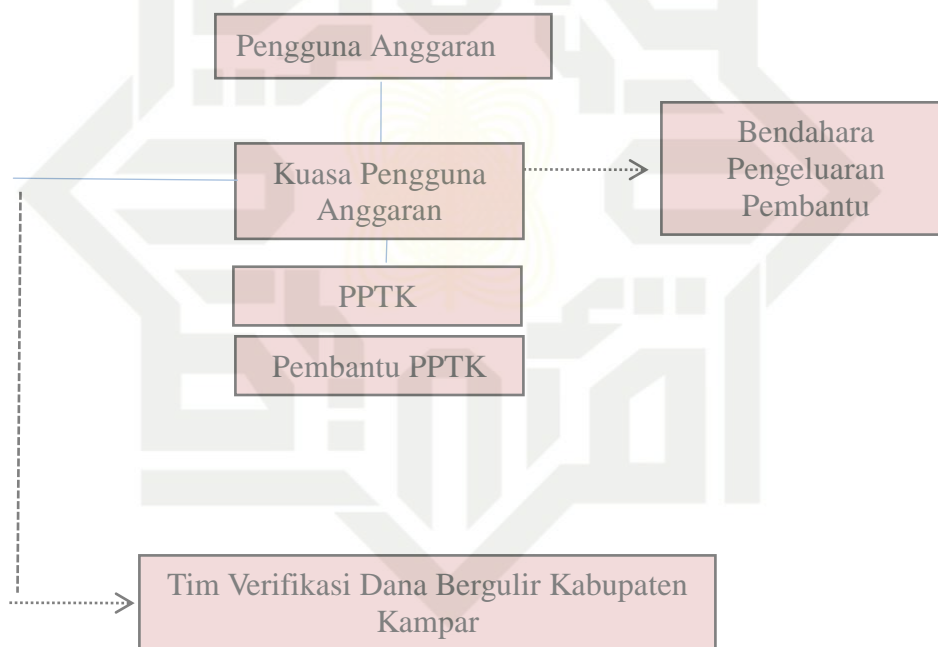 Pengguna Anggaran
Kuasa Pengguna
Anggaran
Bendahara
Pengeluaran
Pembantu
PPTK
Pembantu PPTK
Tim Verifikasi Dana Bergulir Kabupaten
Kampar